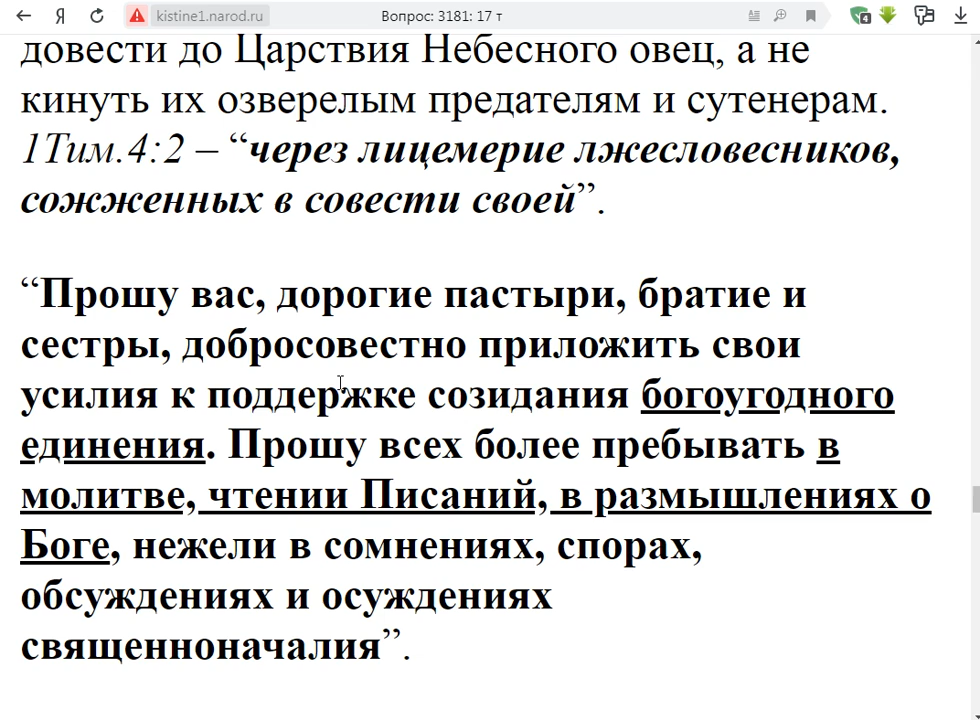 kistine1.narod.ru
Вопрос: 3181: 17 т
4
довести до Царствия Небесного овец, а не
кинуть их озверелым предателям и сутенерам.
1Тим.4:2 – “через лицемерие лжесловесников,
сожженных в совести своей”.
“Прошу вас, дорогие пастыри, братие и
сестры, добросовестно приложить свои
усилия к поддержке созидания богоугодного
единения. Прошу всех более пребывать в
молитве, чтении Писаний, в размышлениях о
Боге, нежели в сомнениях, спорах,
обсуждениях и осуждениях
священноначалия”.